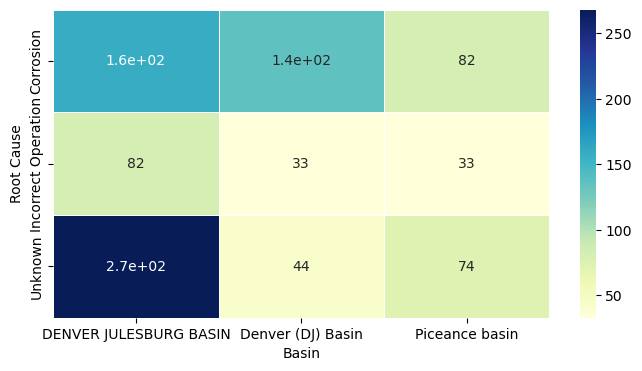 Root Cause
Corrosion
Incorrect Operation
Unknown
1.6e+02 1.4e+02 82
82 33 33
2.7e+02 44 74
DENVER JULESBURG BASIN Denver (DJ) Basin Piceance basin
Basin
250
200
150
100
50